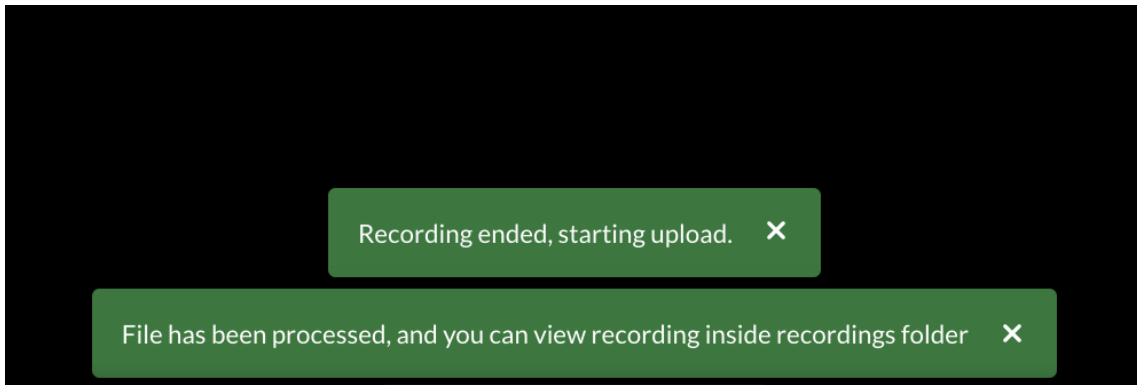 Recording ended, starting upload.
File has been processed, and you can view recording inside recordings folder